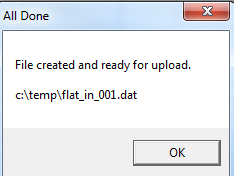 All Done
File created and ready for upload.
c:\temp\flat_in_001.dat
OK